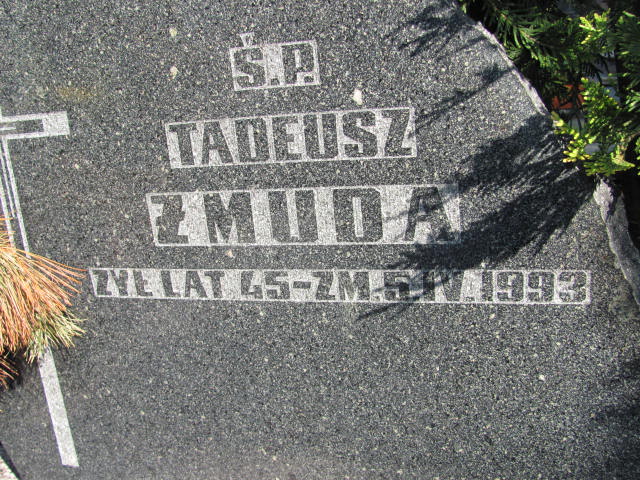 Ś.P.
TADEUSZ
ŻMUDA
ŻYŁ LAT 45-ZM.5.IV.1993